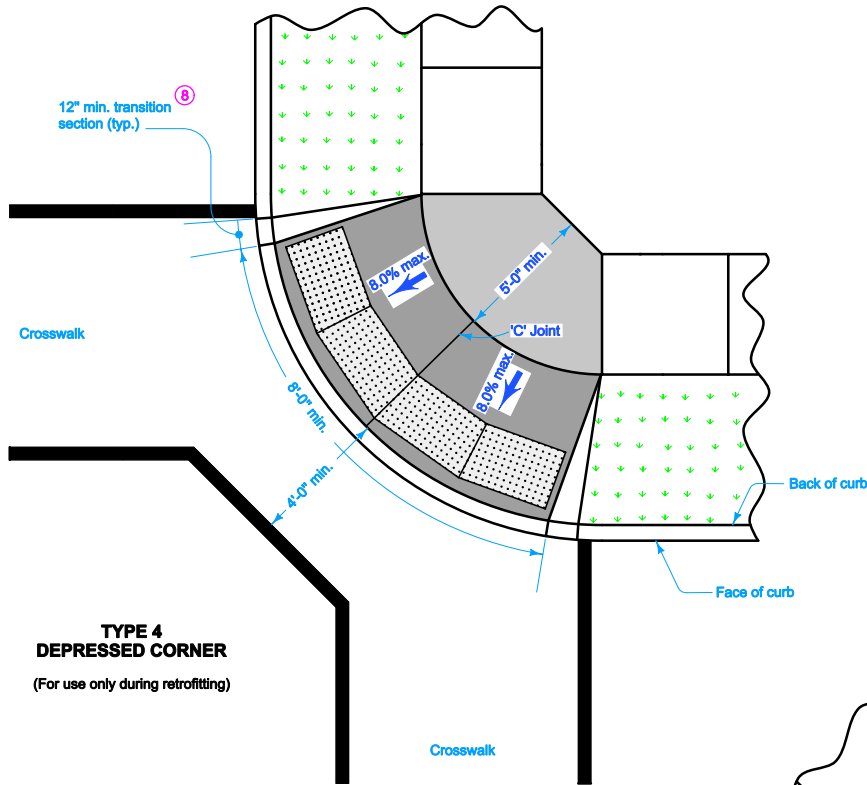 8
12" min. transition
section (typ.)
8.0% max.
5'-0" min.
'C' Joint
Crosswalk
8.0% max.
8'-0" min.
4'-0" min.
Back of curb
Face of curb
TYPE 4
DEPRESSED CORNER
(For use only during retrofitting)
Crosswalk